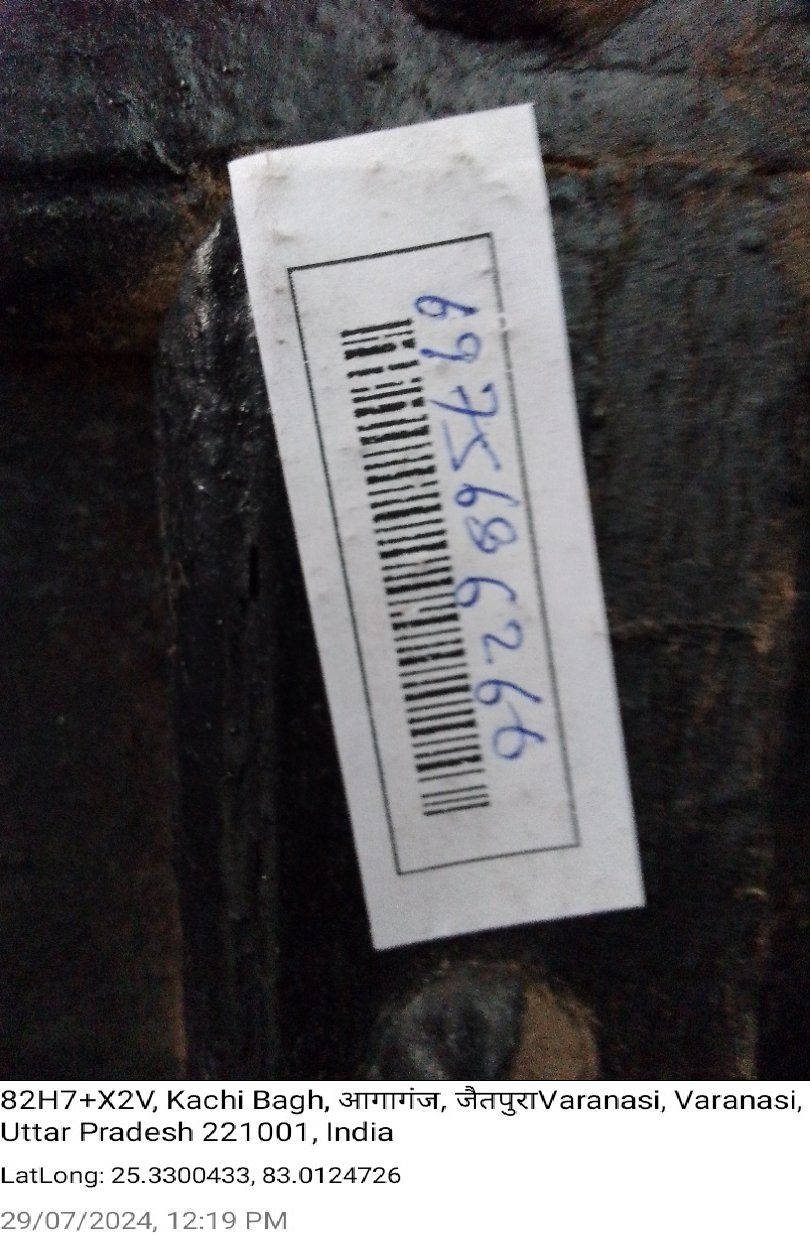 6975686266
82H7+X2V, Kachi Bagh, आगागंज, जैतपुराVaranasi, Varanasi,
Uttar Pradesh 221001, India
LatLong: 25.3300433, 83.0124726
29/07/2024, 12:19 PM